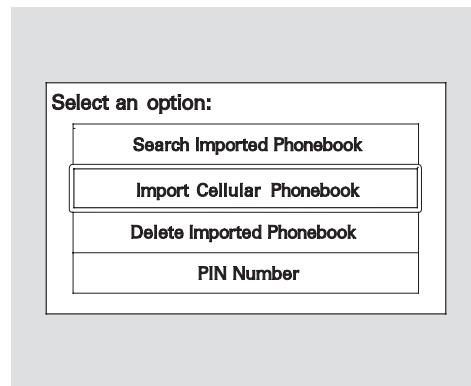 Select an option:
Search Imported Phonebook
Import Cellular Phonebook
Delete Imported Phonebook
PIN Number